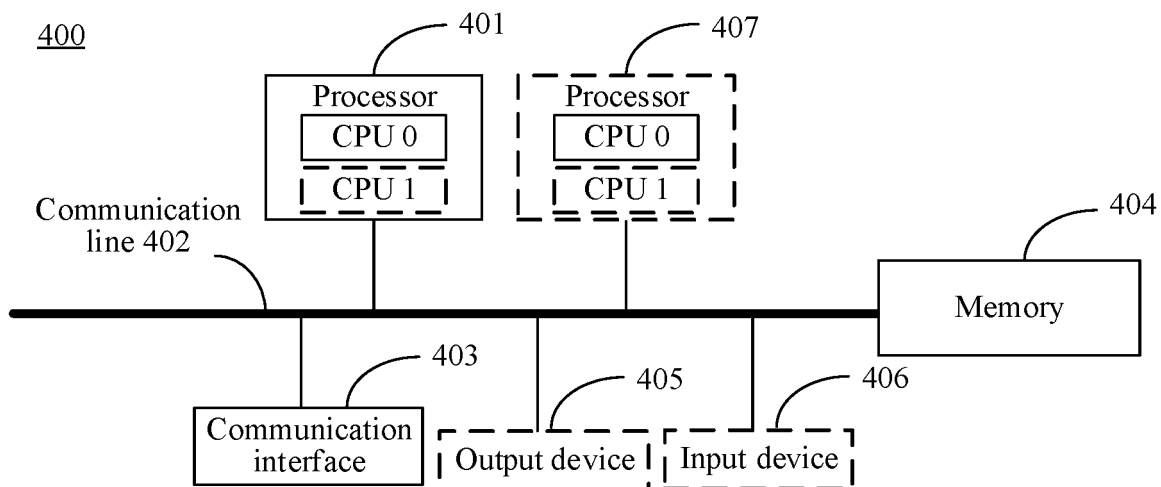 400
401
407
Processor
CPU 0
CPU 1
Processor
CPU 0
CPU 1
Communication
line 402
404
Memory
403
Communication
interface
405
Output device
406
Input device